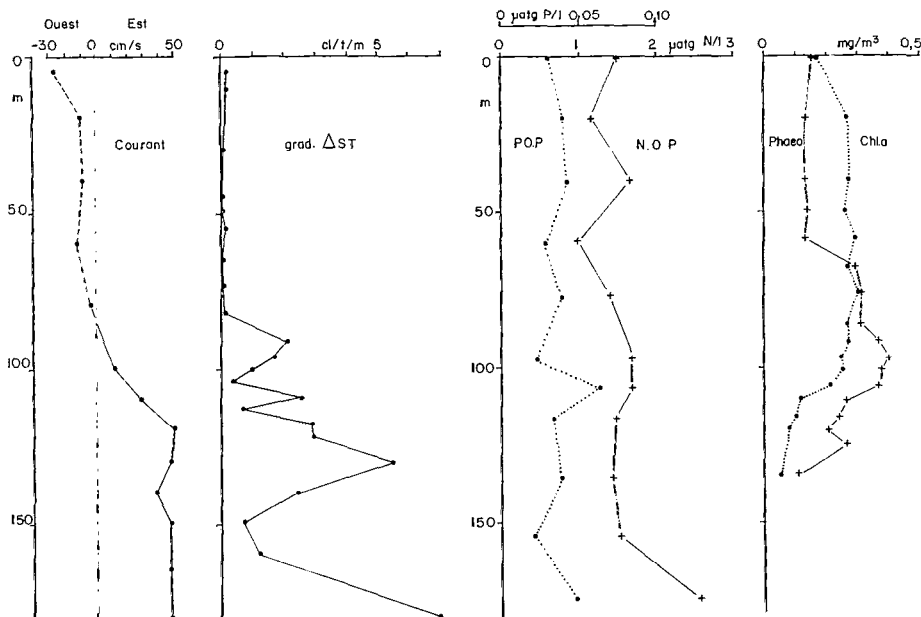 Ouest Est
-30 0 cm/s 50
0
m
50
100
150
Courant
cl/t/m 5
grad. ΔST
0 µatg P/l 0,05 0,10
0 1 2 µatg N/l 3
0
m
50
100
150
P.O.P N.O.P
0 mg/m³ 0,5
Phaeo Chl.a